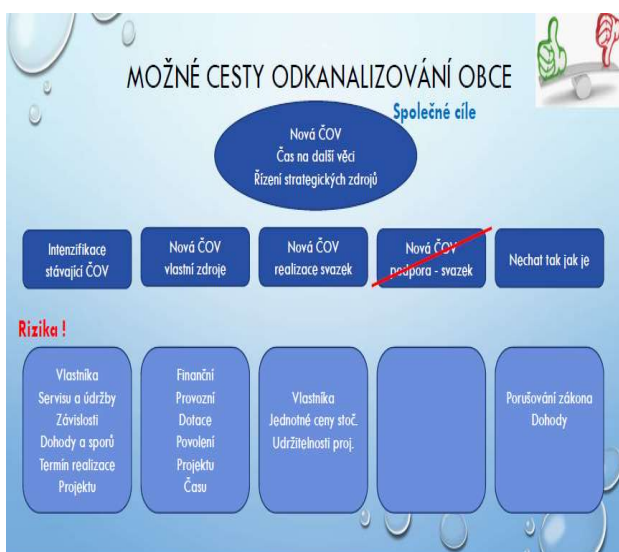 MOŽNÉ CESTY ODKANALIZOVÁNÍ OBCE
Společné cíle
Nová ČOV
Čas na další věci
Řízení strategických zdrojů
Intenzifikace
stávající ČOV
Nová ČOV
vlastní zdroje
Nová ČOV
realizace svazek
Nová ČOV
podpora - svazek
Nechat tak jak je
Rizika !
Vlastníka
Servisu a údržby
Závislosti
Dohody a sporů
Termín realizace
Projektu
Finanční
Provozní
Dotace
Povolení
Projektu
Času
Vlastníka
Jednotné ceny stoč.
Udržitelnosti proj.
Porušování zákona
Dohody